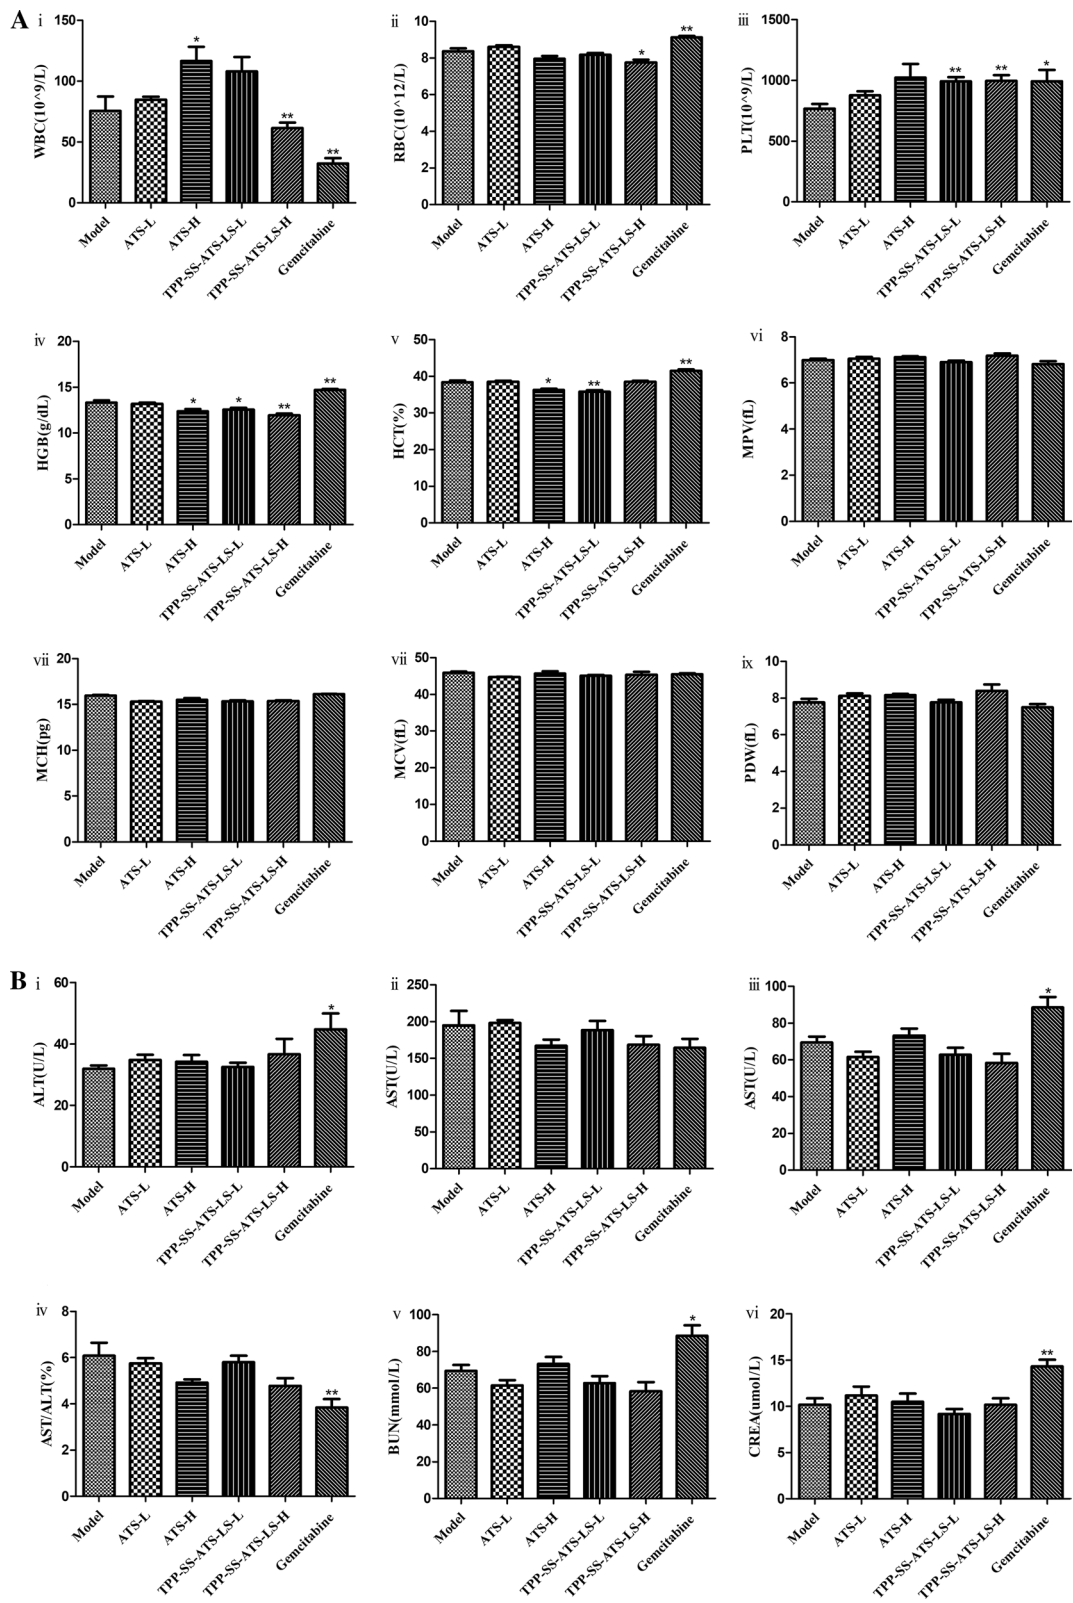 A
i
WBC(10^9/L)
150
100
50
0
*
**
**
Model
ATS-L
ATS-H
TPP-SS-ATS-LS-L
TPP-SS-ATS-LS-H
Gemcitabine
ii
RBC(10^12/L)
10
8
6
4
2
0
*
**
Model
ATS-L
ATS-H
TPP-SS-ATS-LS-L
TPP-SS-ATS-LS-H
Gemcitabine
iii
PLT(10^9/L)
1500
1000
500
0
**
**
*
Model
ATS-L
ATS-H
TPP-SS-ATS-LS-L
TPP-SS-ATS-LS-H
Gemcitabine
iv
HGB(g/dL)
20
15
10
5
0
*
*
**
**
Model
ATS-L
ATS-H
TPP-SS-ATS-LS-L
TPP-SS-ATS-LS-H
Gemcitabine
v
HCT(%)
50
40
30
20
10
0
*
**
**
Model
ATS-L
ATS-H
TPP-SS-ATS-LS-L
TPP-SS-ATS-LS-H
Gemcitabine
vi
MPV(fL)
8
6
4
2
0
Model
ATS-L
ATS-H
TPP-SS-ATS-LS-L
TPP-SS-ATS-LS-H
Gemcitabine
vii
MCH(pg)
20
15
10
5
0
Model
ATS-L
ATS-H
TPP-SS-ATS-LS-L
TPP-SS-ATS-LS-H
Gemcitabine
vii
MCV(fL)
50
40
30
20
10
0
Model
ATS-L
ATS-H
TPP-SS-ATS-LS-L
TPP-SS-ATS-LS-H
Gemcitabine
ix
PDW(fL)
10
8
6
4
2
0
Model
ATS-L
ATS-H
TPP-SS-ATS-LS-L
TPP-SS-ATS-LS-H
Gemcitabine
B
i
ALT(U/L)
60
40
20
0
*
Model
ATS-L
ATS-H
TPP-SS-ATS-LS-L
TPP-SS-ATS-LS-H
Gemcitabine
ii
AST(U/L)
250
200
150
100
50
0
Model
ATS-L
ATS-H
TPP-SS-ATS-LS-L
TPP-SS-ATS-LS-H
Gemcitabine
iii
AST(U/L)
100
80
60
40
20
0
*
Model
ATS-L
ATS-H
TPP-SS-ATS-LS-L
TPP-SS-ATS-LS-H
Gemcitabine
iv
AST/ALT(%)
8
6
4
2
0
**
Model
ATS-L
ATS-H
TPP-SS-ATS-LS-L
TPP-SS-ATS-LS-H
Gemcitabine
v
BUN(mmol/L)
100
80
60
40
20
0
*
Model
ATS-L
ATS-H
TPP-SS-ATS-LS-L
TPP-SS-ATS-LS-H
Gemcitabine
vi
CREA(umol/L)
20
15
10
5
0
**
Model
ATS-L
ATS-H
TPP-SS-ATS-LS-L
TPP-SS-ATS-LS-H
Gemcitabine